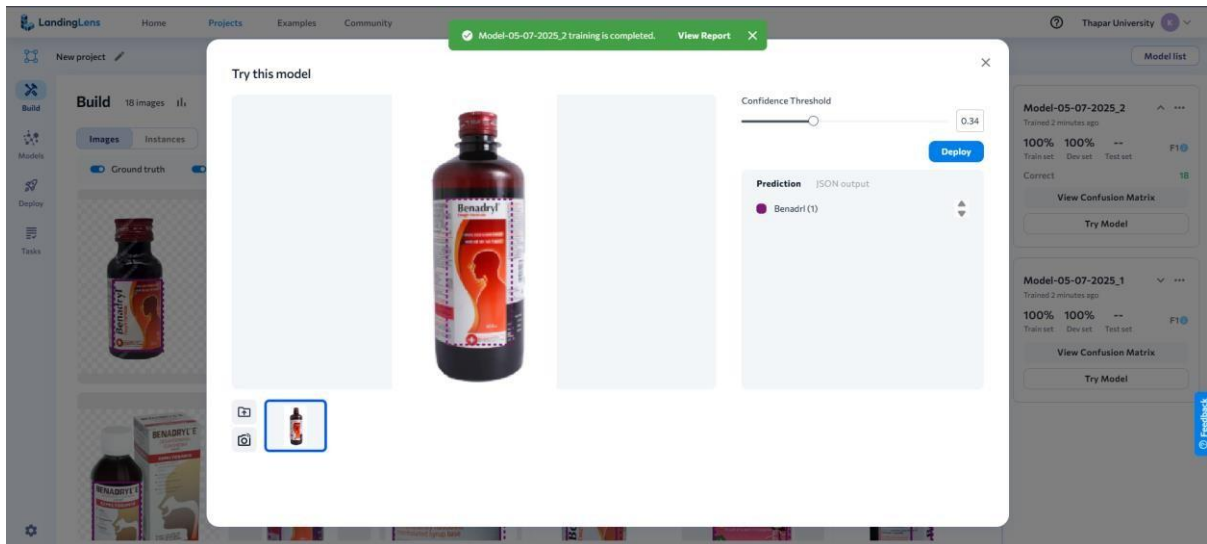 LandingLens Home Projects Examples Community
Model-05-07-2025_2 training is completed. View Report
Thapar University K
New project
Model list
Build
Models
Deploy
Tasks
Build 18 images
Images Instances
Ground truth
Benadryl
BENADRYL E
BENADRYL E
Try this model
Benadryl
Confidence Threshold
0.34
Deploy
Prediction JSON output
Benadrl (1)
Model-05-07-2025_2
Trained 2 minutes ago
100% 100% -- F1
Train set Dev set Test set
Correct 18
View Confusion Matrix
Try Model
Model-05-07-2025_1
Trained 2 minutes ago
100% 100% -- F1
Train set Dev set Test set
View Confusion Matrix
Try Model
Feedback